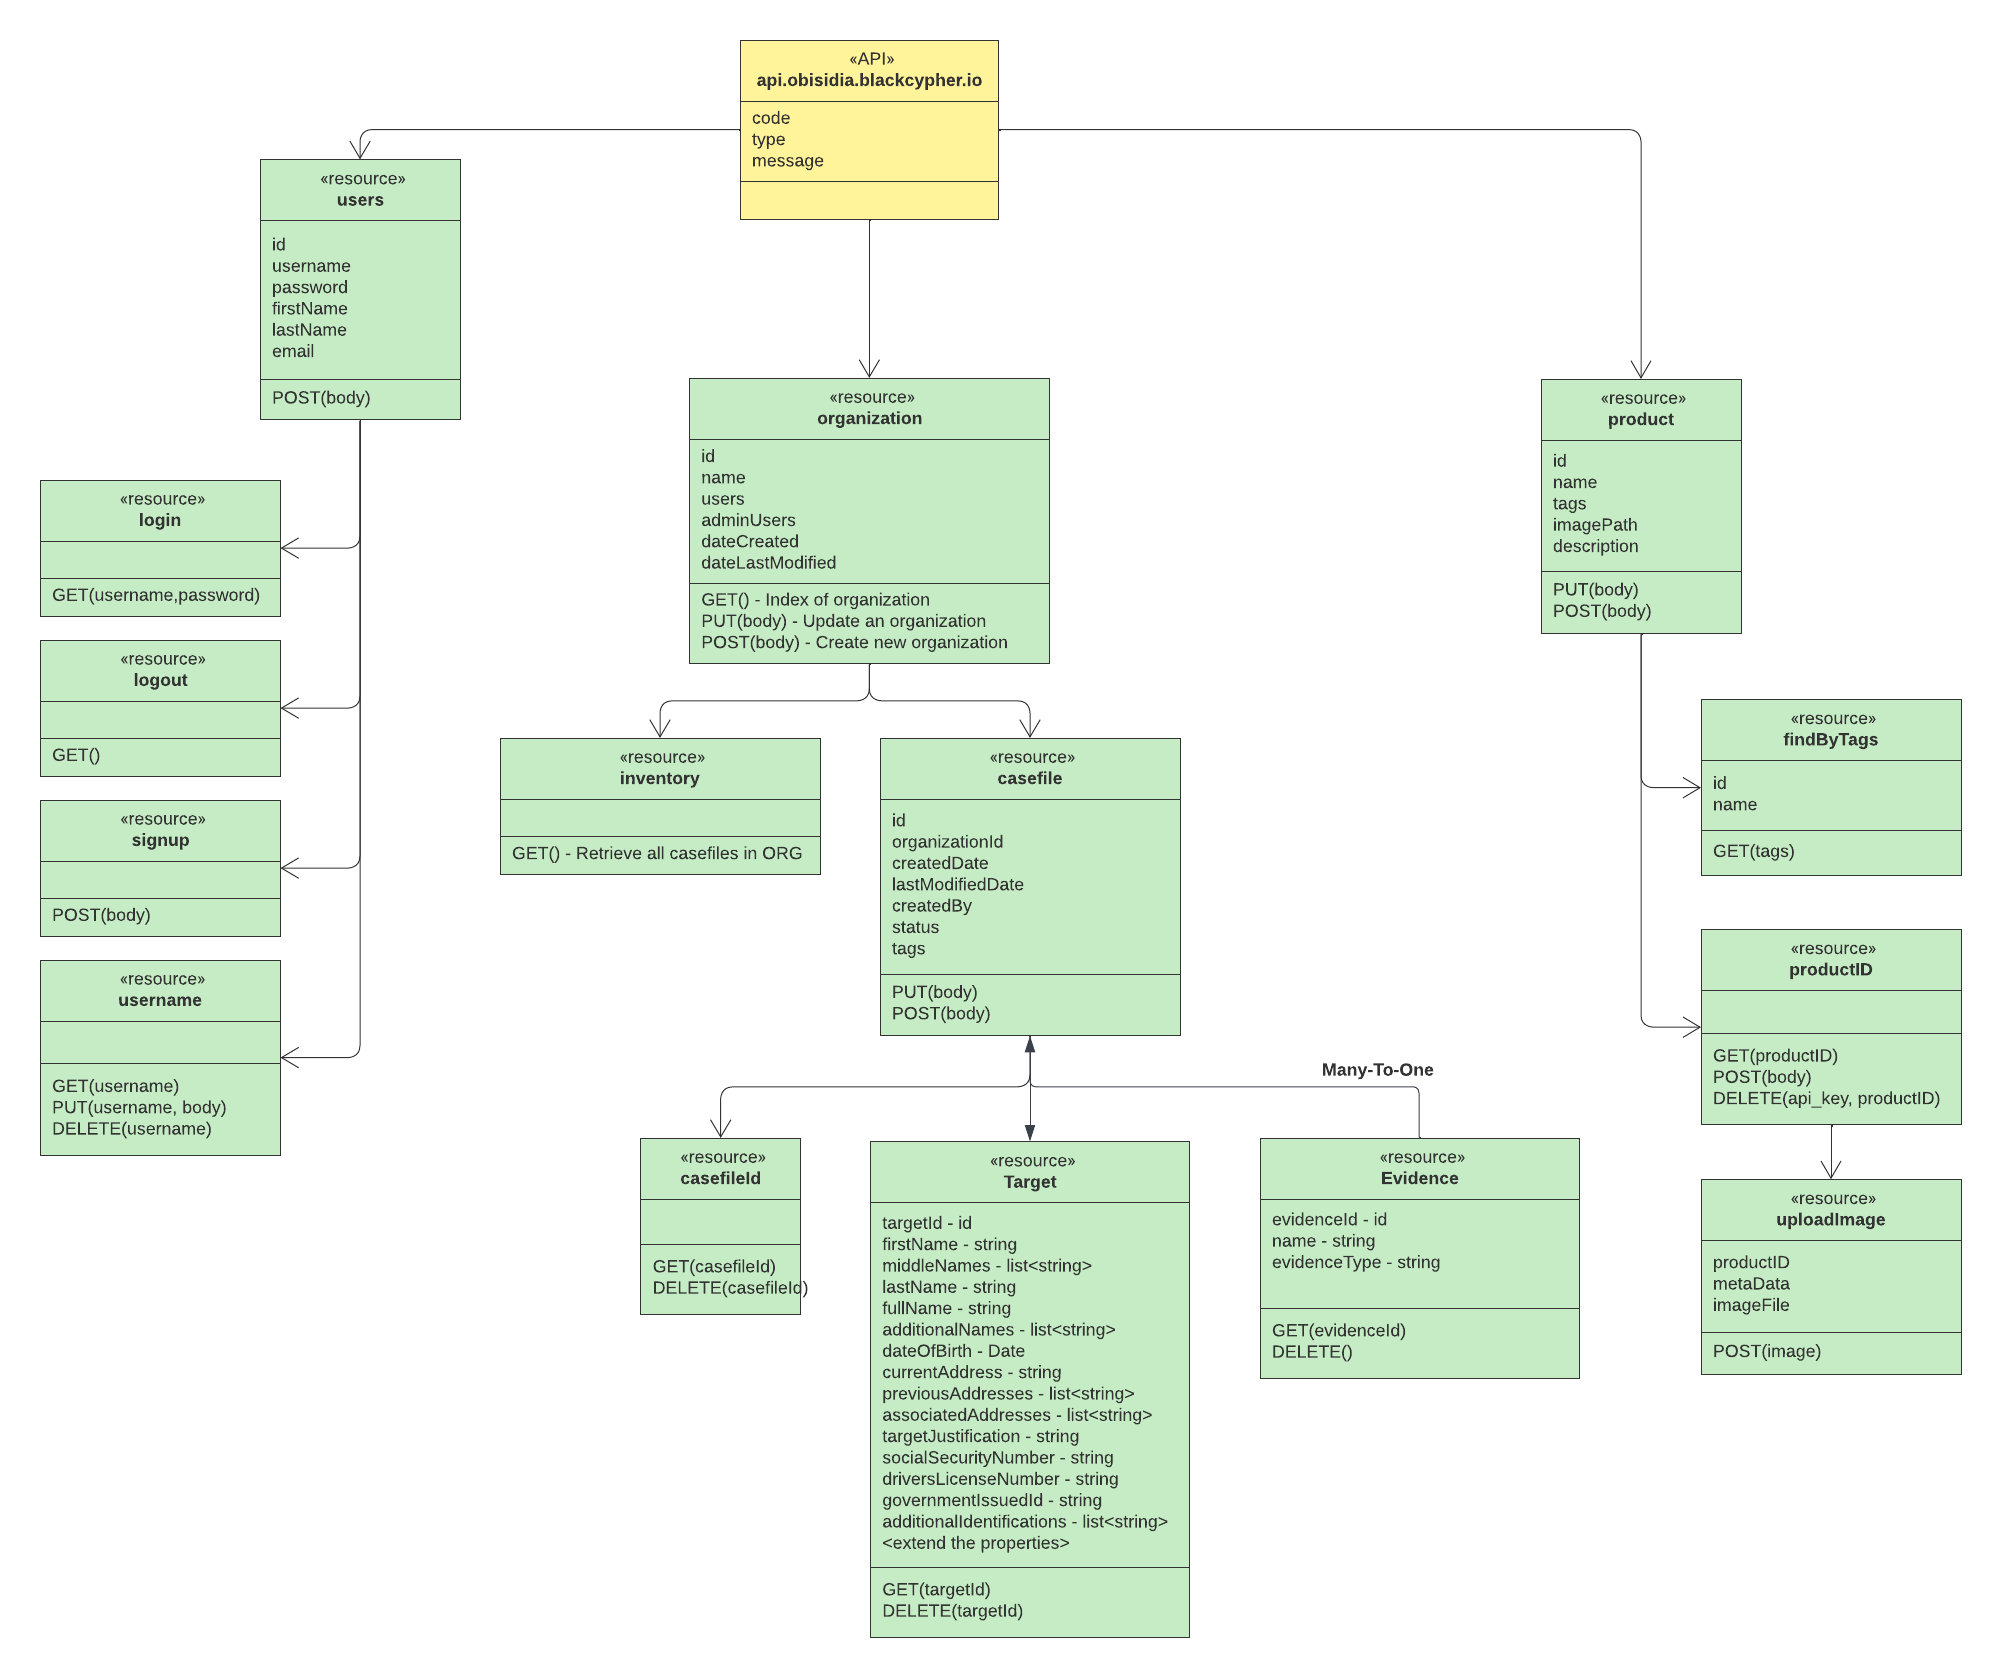 «API»
api.obisidia.blackcypher.io
code
type
message
«resource»
users
id
username
password
firstName
lastName
email
POST(body)
«resource»
login
GET(username,password)
«resource»
logout
GET()
«resource»
signup
POST(body)
«resource»
username
GET(username)
PUT(username, body)
DELETE(username)
«resource»
organization
id
name
users
adminUsers
dateCreated
dateLastModified
GET() - Index of organization
PUT(body) - Update an organization
POST(body) - Create new organization
«resource»
inventory
GET() - Retrieve all casefiles in ORG
«resource»
casefile
id
organizationId
createdDate
lastModifiedDate
createdBy
status
tags
PUT(body)
POST(body)
Many-To-One
«resource»
casefileId
GET(casefileId)
DELETE(casefileId)
«resource»
Target
targetId - id
firstName - string
middleNames - list<string>
lastName - string
fullName - string
additionalNames - list<string>
dateOfBirth - Date
currentAddress - string
previousAddresses - list<string>
associatedAddresses - list<string>
targetJustification - string
socialSecurityNumber - string
driversLicenseNumber - string
governmentIssuedId - string
additionalIdentifications - list<string>
<extend the properties>
GET(targetId)
DELETE(targetId)
«resource»
Evidence
evidenceId - id
name - string
evidenceType - string
GET(evidenceId)
DELETE()
«resource»
product
id
name
tags
imagePath
description
PUT(body)
POST(body)
«resource»
findByTags
id
name
GET(tags)
«resource»
productID
GET(productID)
POST(body)
DELETE(api_key, productID)
«resource»
uploadImage
productID
metaData
imageFile
POST(image)